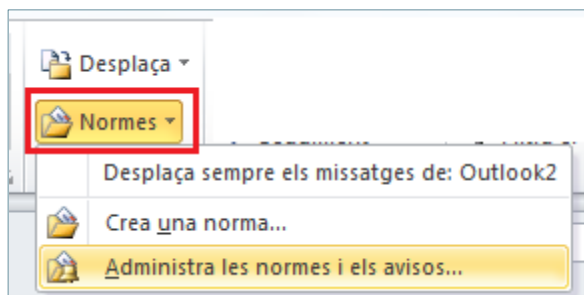 Desplaça
Normes
Desplaça sempre els missatges de: Outlook2
Crea una norma...
Administra les normes i els avisos...